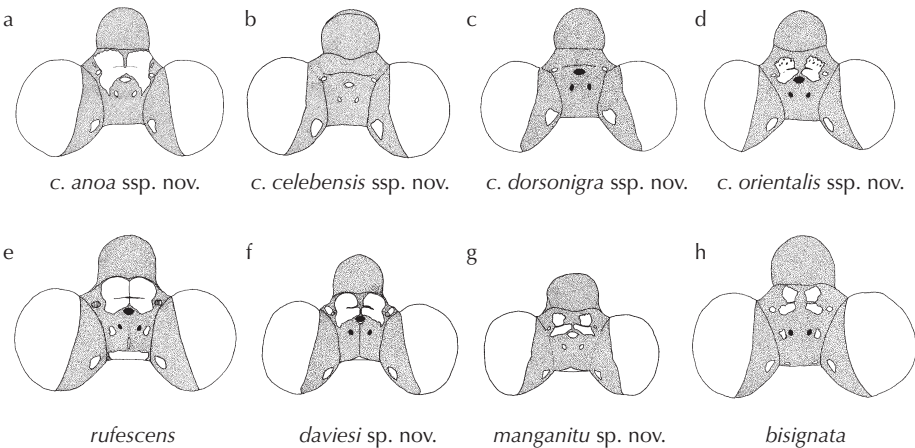 a b c d
c. anoa ssp. nov. c. celebensis ssp. nov. c. dorsonigra ssp. nov. c. orientalis ssp. nov.
e f g h
rufescens daviesi sp. nov. manganitu sp. nov. bisignata